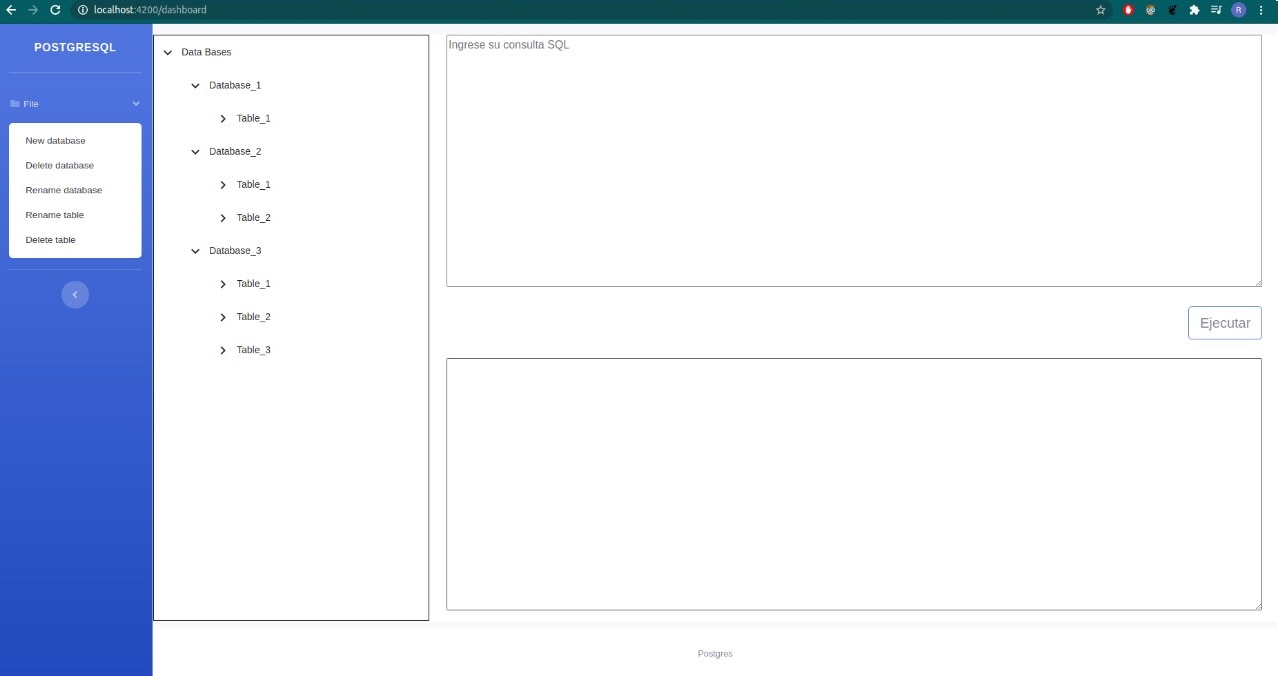 localhost:4200/dashboard
R
POSTGRESQL
File
New database
Delete database
Rename database
Rename table
Delete table
Data Bases
Database_1
Table_1
Database_2
Table_1
Table_2
Database_3
Table_1
Table_2
Table_3
Ingrese su consulta SQL
Ejecutar
Postgres